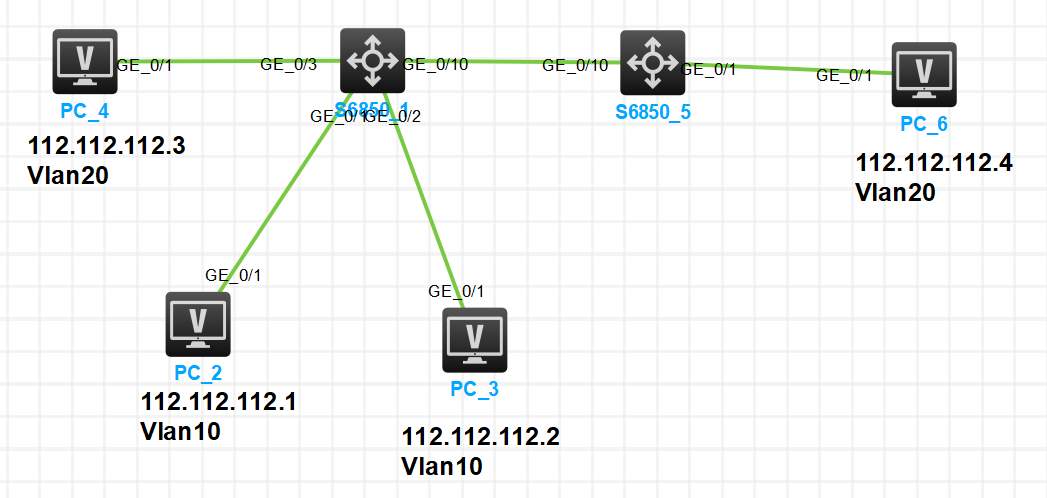 GE_0/1
GE_0/3
GE_0/10
GE_0/10
GE_0/1
GE_0/1
PC_4
S6850_1
S6850_5
PC_6
GE_0/1
GE_0/2
112.112.112.3
Vlan20
112.112.112.4
Vlan20
GE_0/1
GE_0/1
PC_2
PC_3
112.112.112.1
Vlan10
112.112.112.2
Vlan10